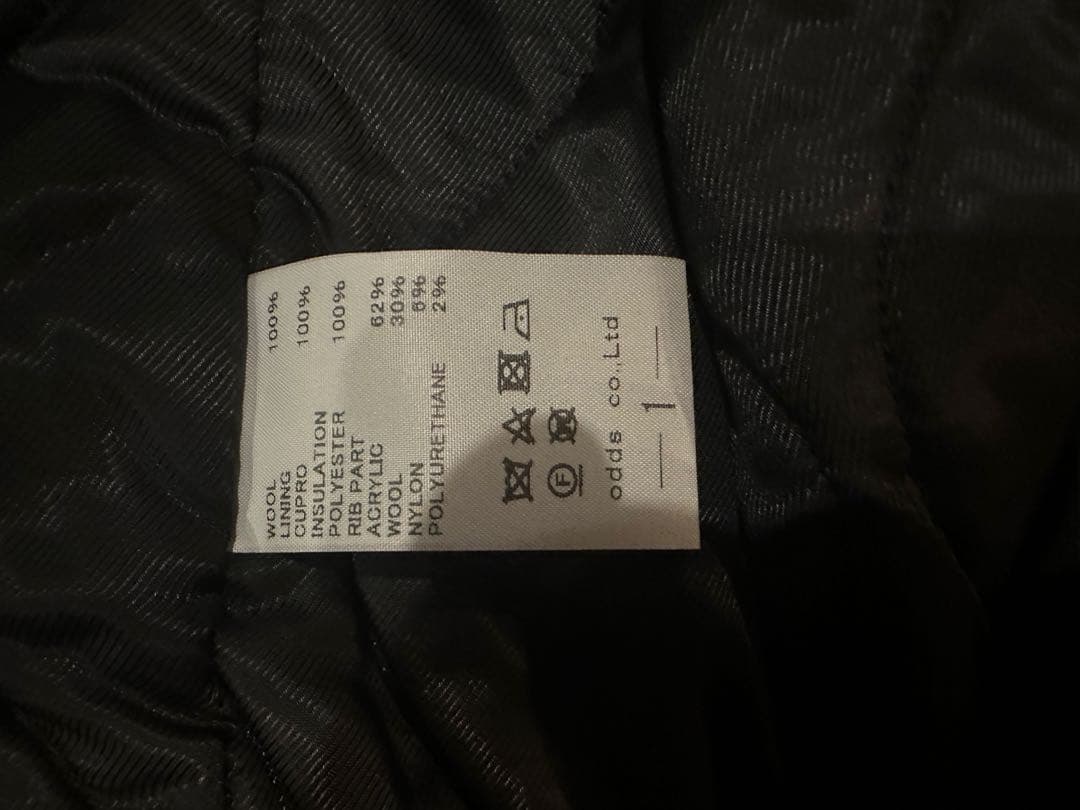 WOOL 100%
LINING
CUPRO 100%
INSULATION
POLYESTER 100%
RIB PART
ACRYLIC 62%
WOOL 30%
NYLON 6%
POLYURETHANE 2%
F W
odds co.,Ltd
— 1 —